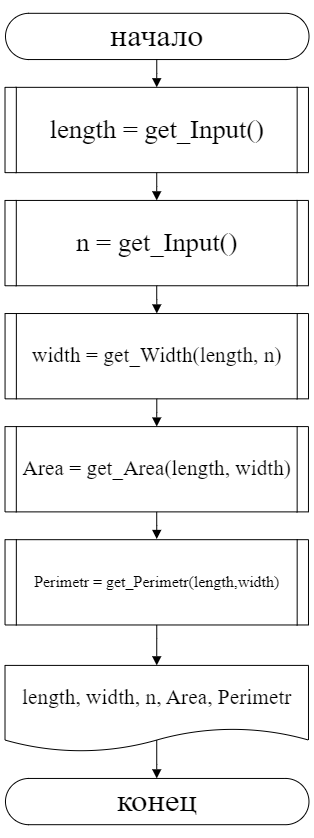 начало
length = get_Input()
n = get_Input()
width = get_Width(length, n)
Area = get_Area(length, width)
Perimetr = get_Perimetr(length,width)
length, width, n, Area, Perimetr
конец